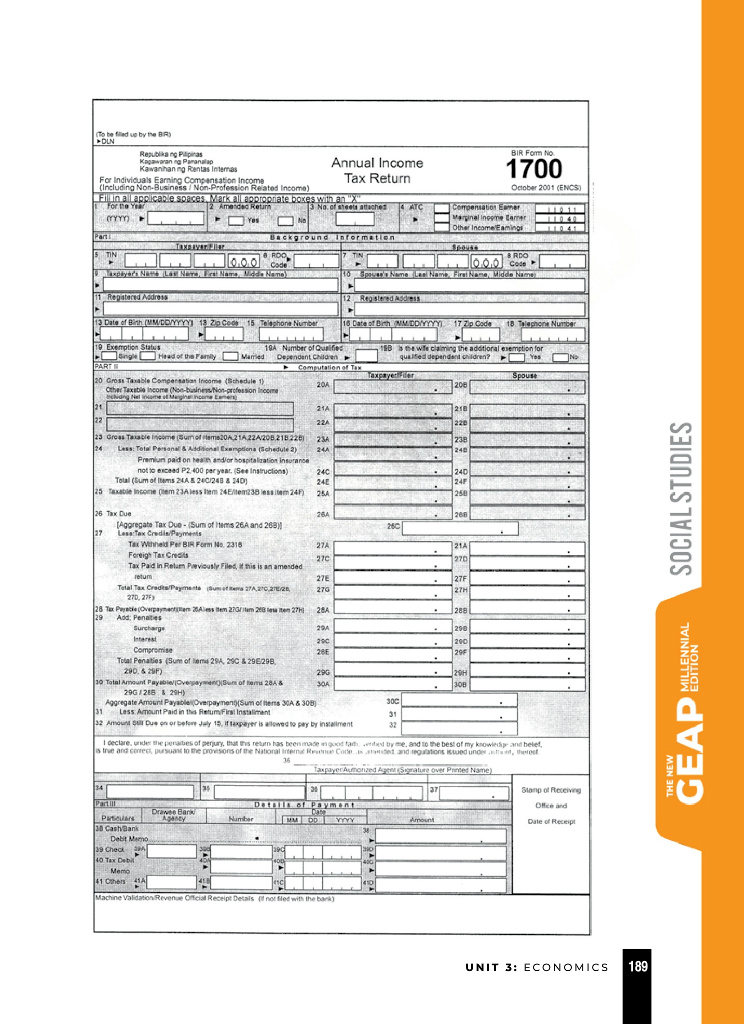 (To be filled up by the BIR)
►DLN
Republika ng Pilipinas
Kagawaran ng Pananalapi
Kawanihan ng Rentas Internas
Annual Income
Tax Return
BIR Form No.
1700
October 2001 (ENCS)
For Individuals Earning Compensation Income
(Including Non-Business / Non-Profession Related Income)
Fill in all applicable spaces. Mark all appropriate boxes with an "X"
1 For the Year
(YYYY) ►
2 Amended Return
► Yes No
3 No. of sheets attached
4 ATC
►
Compensation Earner 11011
Marginal Income Earner 11040
Other Income/Earnings 11041
Part I Background Information
Taxpayer/Filer Spouse
5 TIN 0,0,0 6 RDO Code 7 TIN 0,0,0 8 RDO Code
9 Taxpayer's Name (Last Name, First Name, Middle Name) 10 Spouse's Name (Last Name, First Name, Middle Name)
11 Registered Address 12 Registered Address
13 Date of Birth (MM/DD/YYYY) 13 Zip Code 15 Telephone Number 16 Date of Birth (MM/DD/YYYY) 17 Zip Code 18 Telephone Number
19 Exemption Status 19A Number of Qualified 19B Is the wife claiming the additional exemption for
► Single Head of the Family Married Dependent Children ► qualified dependent children? ► Yes No
PART II ► Computation of Tax
Taxpayer/Filer Spouse
20 Gross Taxable Compensation Income (Schedule 1) 20A 20B
Other Taxable Income (Non-business/Non-profession Income
Including Net Income of Marginal Income Earners)
21 21A 21B
22 22A 22B
23 Gross Taxable Income (Sum of Items20A,21A,22A/20B,21B,22B) 23A 23B
24 Less: Total Personal & Additional Exemptions (Schedule 2) 24A 24B
Premium paid on health and/or hospitalization insurance
not to exceed P2,400 per year. (See Instructions) 24C 24D
Total (Sum of Items 24A & 24C/24B & 24D) 24E 24F
25 Taxable Income (Item 23A less Item 24E/Item23B less item 24F) 25A 25B
26 Tax Due 26A 26B
[Aggregate Tax Due - (Sum of Items 26A and 26B)] 26C
27 Less:Tax Credits/Payments
Tax Withheld Per BIR Form No. 2316 27A 21A
Foreign Tax Credits 27C 27D
Tax Paid in Return Previously Filed, if this is an amended
return 27E 27F
Total Tax Credits/Payments (Sum of Items 27A,27C,27E/2B, 27G 27H
27D, 27F)
28 Tax Payable(Overpayment)(Item 26A less Item 27G/ Item 26B less Item 27H) 28A 28B
29 Add: Penalties
Surcharge 29A 29B
Interest 29C 29D
Compromise 26E 29F
Total Penalties (Sum of Items 29A, 29C & 29E/29B,
29D, & 29F) 29G 29H
30 Total Amount Payable/(Overpayment)(Sum of Items 28A & 30A 30B
29G / 28B & 29H)
Aggregate Amount Payable/(Overpayment)(Sum of Items 30A & 30B) 30C
31 Less: Amount Paid in this Return/First Installment 31
32 Amount Still Due on or before July 15, if taxpayer is allowed to pay by installment 32
I declare, under the penalties of perjury, that this return has been made in good faith, verified by me, and to the best of my knowledge and belief,
is true and correct, pursuant to the provisions of the National Internal Revenue Code, as amended, and regulations issued under thereof.
36
Taxpayer/Authorized Agent (Signature over Printed Name)
34 35 36 37
Stamp of Receiving
Office and
Date of Receipt
Part III Details of Payment
Particulars Drawee Bank/ Agency Number Date MM DD YYYY Amount
38 Cash/Bank 38
Debit Memo
39 Check 39A 39B 39C 39D
40 Tax Debit 40A 40B 40C
Memo
41 Others 41A 41B 41C 41D
Machine Validation/Revenue Official Receipt Details (If not filed with the bank)
SOCIAL STUDIES
THE NEW
GEAP MILLENNIAL
EDITION
UNIT 3: ECONOMICS 189